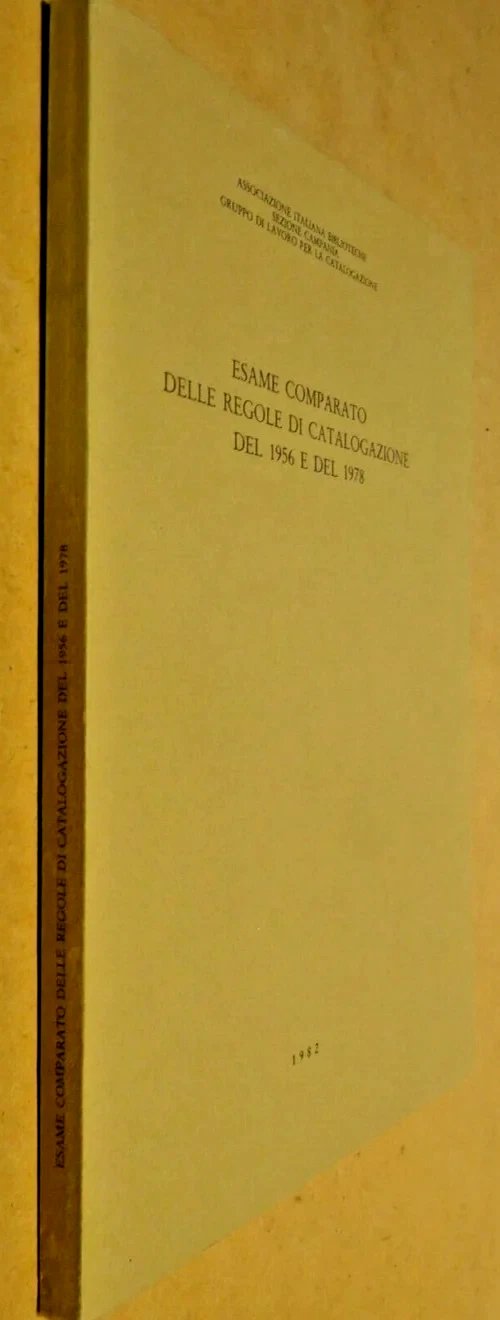 ASSOCIAZIONE ITALIANA BIBLIOTECHE
SEZIONE CAMPANIA
GRUPPO DI LAVORO PER LA CATALOGAZIONE
ESAME COMPARATO
DELLE REGOLE DI CATALOGAZIONE
DEL 1956 E DEL 1978
1982
ESAME COMPARATO DELLE REGOLE DI CATALOGAZIONE DEL 1956 E DEL 1978